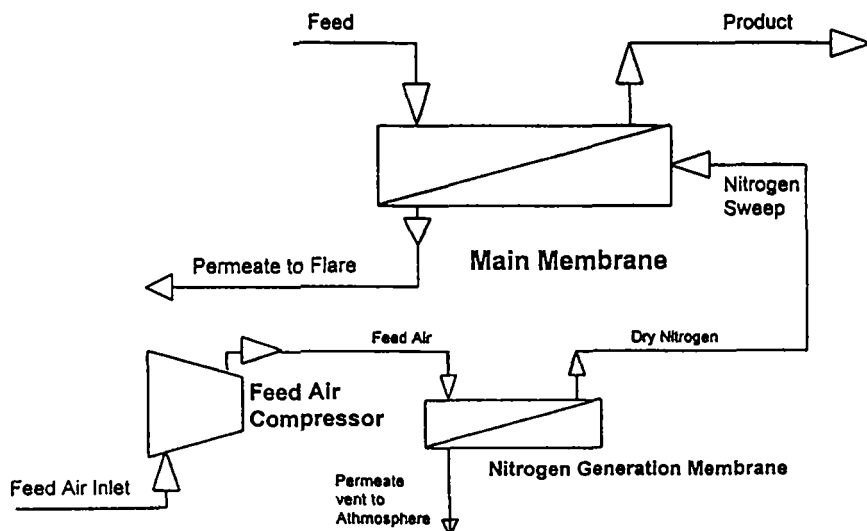 Feed
Product
Nitrogen
Sweep
Main Membrane
Permeate to Flare
Feed Air
Dry Nitrogen
Feed Air
Compressor
Nitrogen Generation Membrane
Feed Air Inlet
Permeate
vent to
Athmosphere